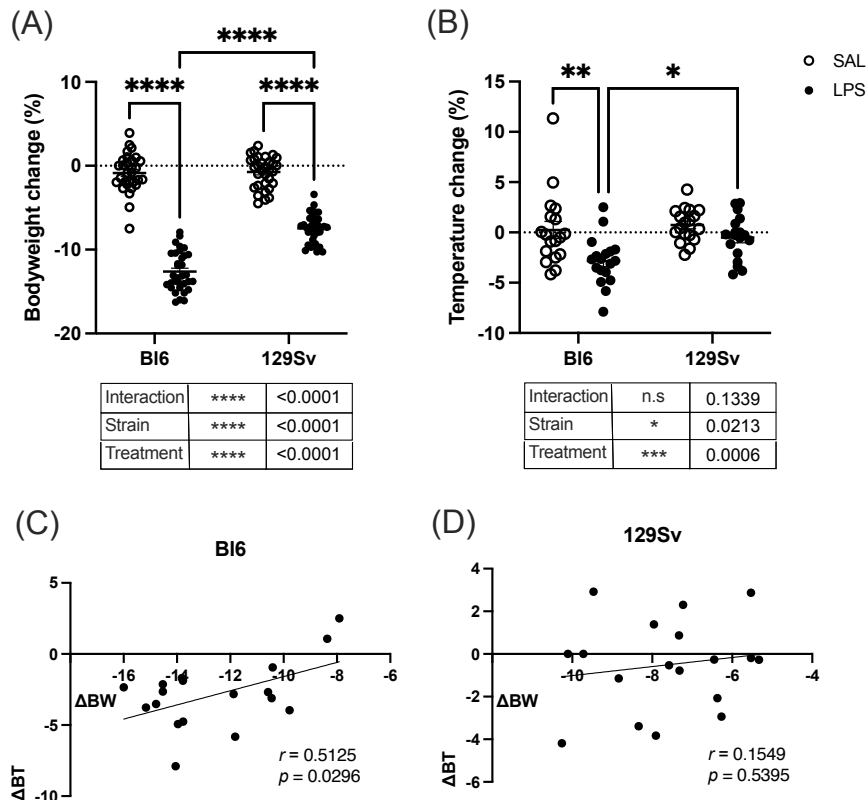 (A)
(B)
SAL
LPS
****
**** ****
** *
Bodyweight change (%)
10
0
-10
-20
Bl6 129Sv
Temperature change (%)
15
10
5
0
-5
-10
Bl6 129Sv
Interaction **** <0.0001
Strain **** <0.0001
Treatment **** <0.0001
Interaction n.s 0.1339
Strain * 0.0213
Treatment *** 0.0006
(C)
Bl6
5
0
-5
-10
-16 -14 -12 -10 -8 -6
ΔBW
ΔBT
r = 0.5125
p = 0.0296
(D)
129Sv
4
2
0
-2
-4
-6
-10 -8 -6 -4
ΔBW
ΔBT
r = 0.1549
p = 0.5395